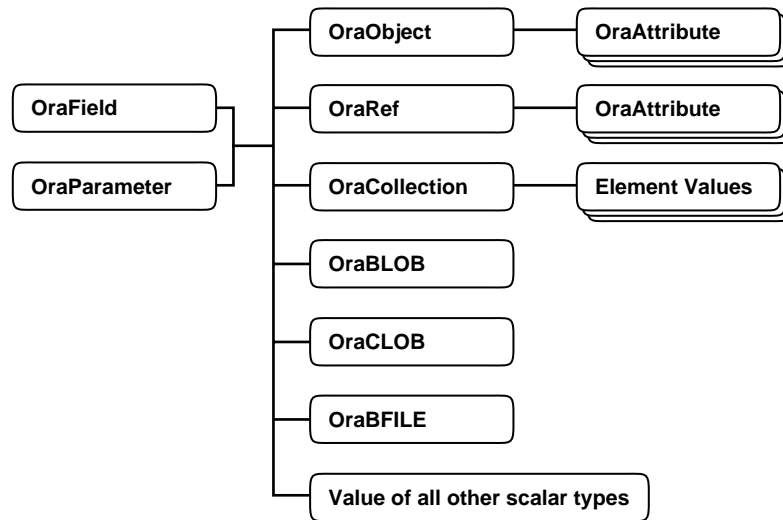 OraField
OraParameter
OraObject
OraAttribute
OraRef
OraAttribute
OraCollection
Element Values
OraBLOB
OraCLOB
OraBFILE
Value of all other scalar types